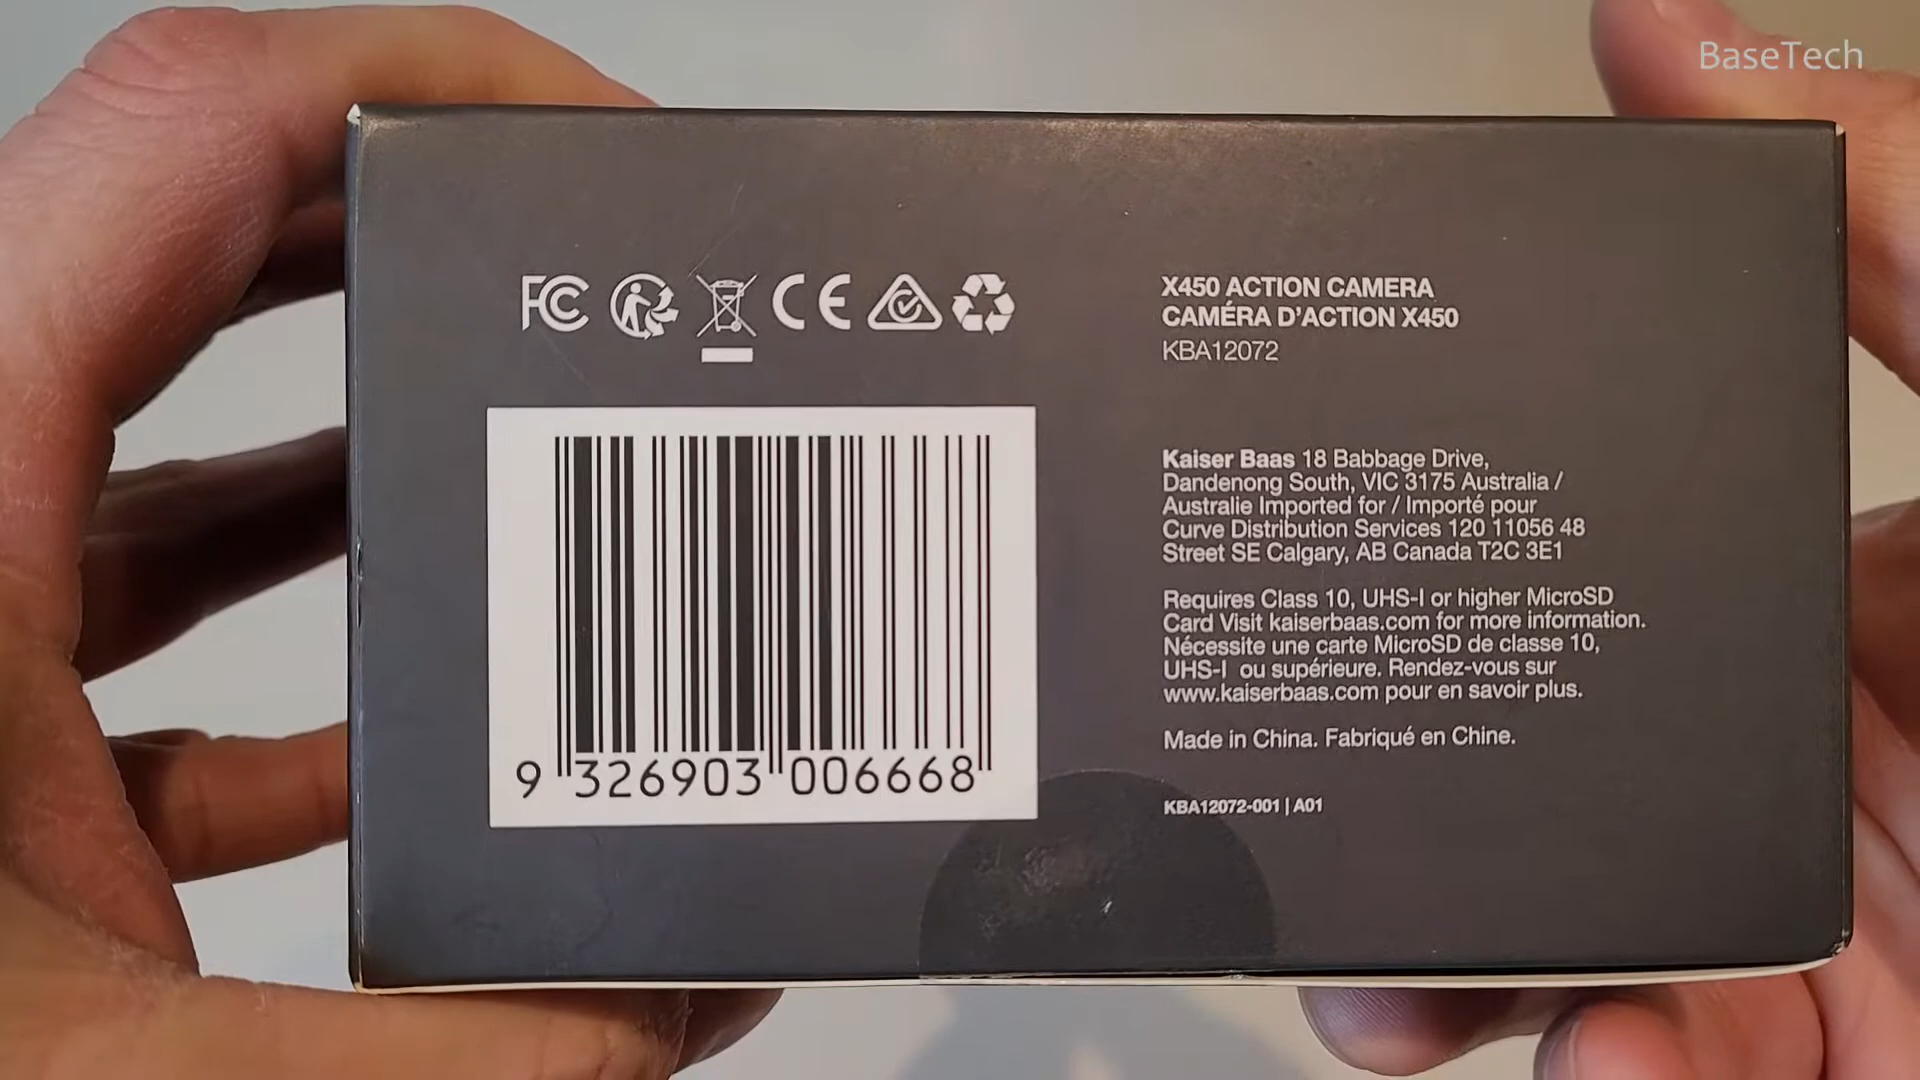 BaseTech
FC CE
X450 ACTION CAMERA
CAMÉRA D'ACTION X450
KBA12072
Kaiser Baas 18 Babbage Drive,
Dandenong South, VIC 3175 Australia /
Australie Imported for / Importé pour
Curve Distribution Services 120 11056 48
Street SE Calgary, AB Canada T2C 3E1
Requires Class 10, UHS-I or higher MicroSD
Card Visit kaiserbaas.com for more information.
Nécessite une carte MicroSD de classe 10,
UHS-I ou supérieure. Rendez-vous sur
www.kaiserbaas.com pour en savoir plus.
Made in China. Fabriqué en Chine.
KBA12072-001 | A01
9 326903 006668